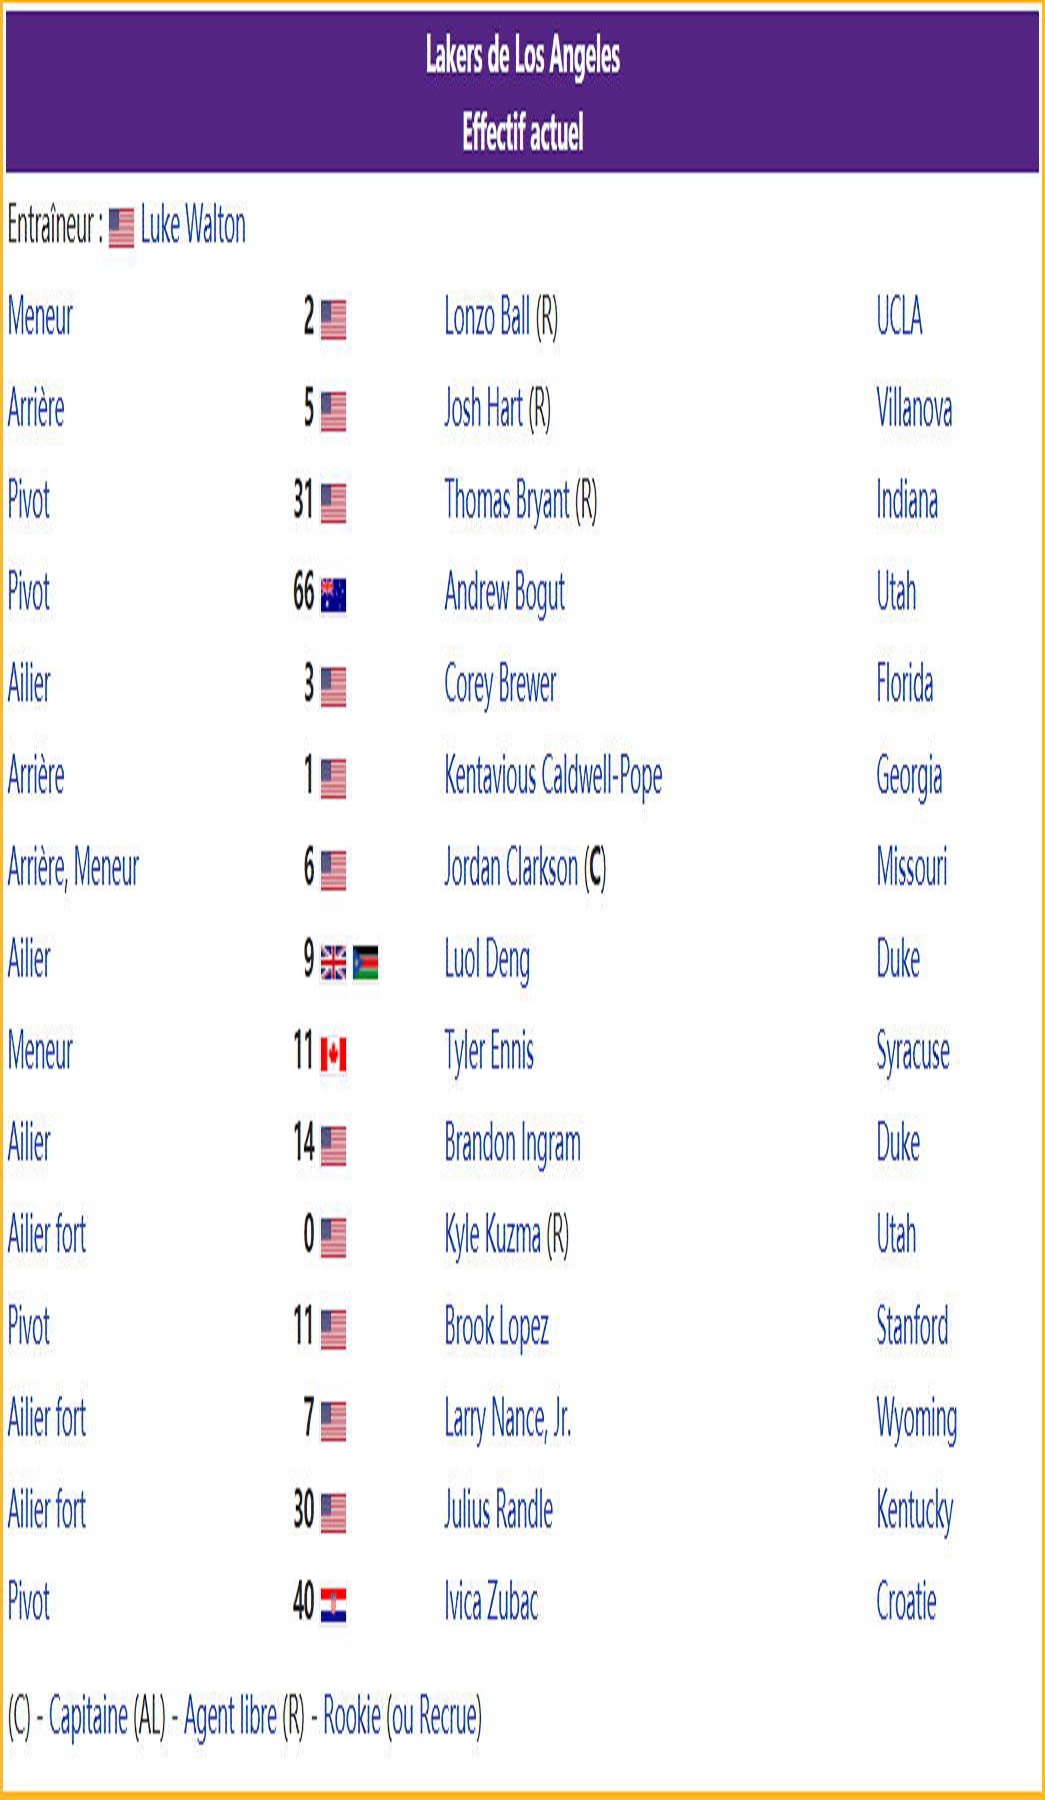 Lakers de Los Angeles
Effectif actuel
Entraîneur : Luke Walton
Meneur 2 Lonzo Ball (R) UCLA
Arrière 5 Josh Hart (R) Villanova
Pivot 31 Thomas Bryant (R) Indiana
Pivot 66 Andrew Bogut Utah
Ailier 3 Corey Brewer Florida
Arrière 1 Kentavious Caldwell-Pope Georgia
Arrière, Meneur 6 Jordan Clarkson (C) Missouri
Ailier 9 Luol Deng Duke
Meneur 11 Tyler Ennis Syracuse
Ailier 14 Brandon Ingram Duke
Ailier fort 0 Kyle Kuzma (R) Utah
Pivot 11 Brook Lopez Stanford
Ailier fort 7 Larry Nance, Jr. Wyoming
Ailier fort 30 Julius Randle Kentucky
Pivot 40 Ivica Zubac Croatie
(C) - Capitaine (AL) - Agent libre (R) - Rookie (ou Recrue)